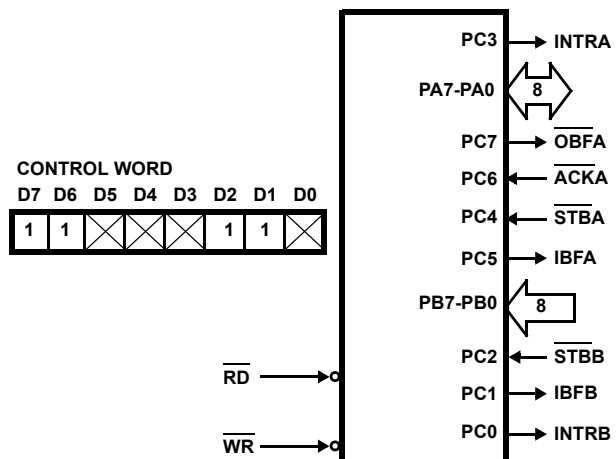 PC3 INTRA
PA7-PA0 8
PC7 OBFA
PC6 ACKA
PC4 STBA
PC5 IBFA
PB7-PB0 8
PC2 STBB
PC1 IBFB
PC0 INTRB
CONTROL WORD
D7 D6 D5 D4 D3 D2 D1 D0
1 1 1 1
RD
WR